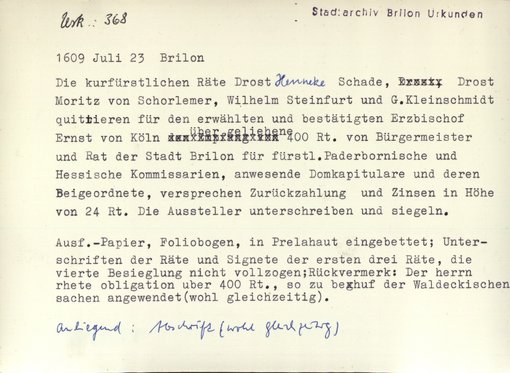 Urk.: 368
Stadtarchiv Brilon Urkunden
1609 Juli 23 Brilon
Die kurfürstlichen Räte Drost Henneke Schade, Drost
Moritz von Schorlemer, Wilhelm Steinfurt und G.Kleinschmidt
quittieren für den erwählten und bestätigten Erzbischof
Ernst von Köln über geliehene 400 Rt. von Bürgermeister
und Rat der Stadt Brilon für fürstl.Paderbornische und
Hessische Kommissarien, anwesende Domkapitulare und deren
Beigeordnete, versprechen Zurückzahlung und Zinsen in Höhe
von 24 Rt. Die Aussteller unterschreiben und siegeln.
Ausf.-Papier, Foliobogen, in Prelahaut eingebettet; Unter-
schriften der Räte und Signete der ersten drei Räte, die
vierte Besieglung nicht vollzogen;Rückvermerk: Der herrn
rhete obligation uber 400 Rt., so zu behuf der Waldeckischen
sachen angewendet(wohl gleichzeitig).
anliegend: Abschrift (wohl gleichzeitig)